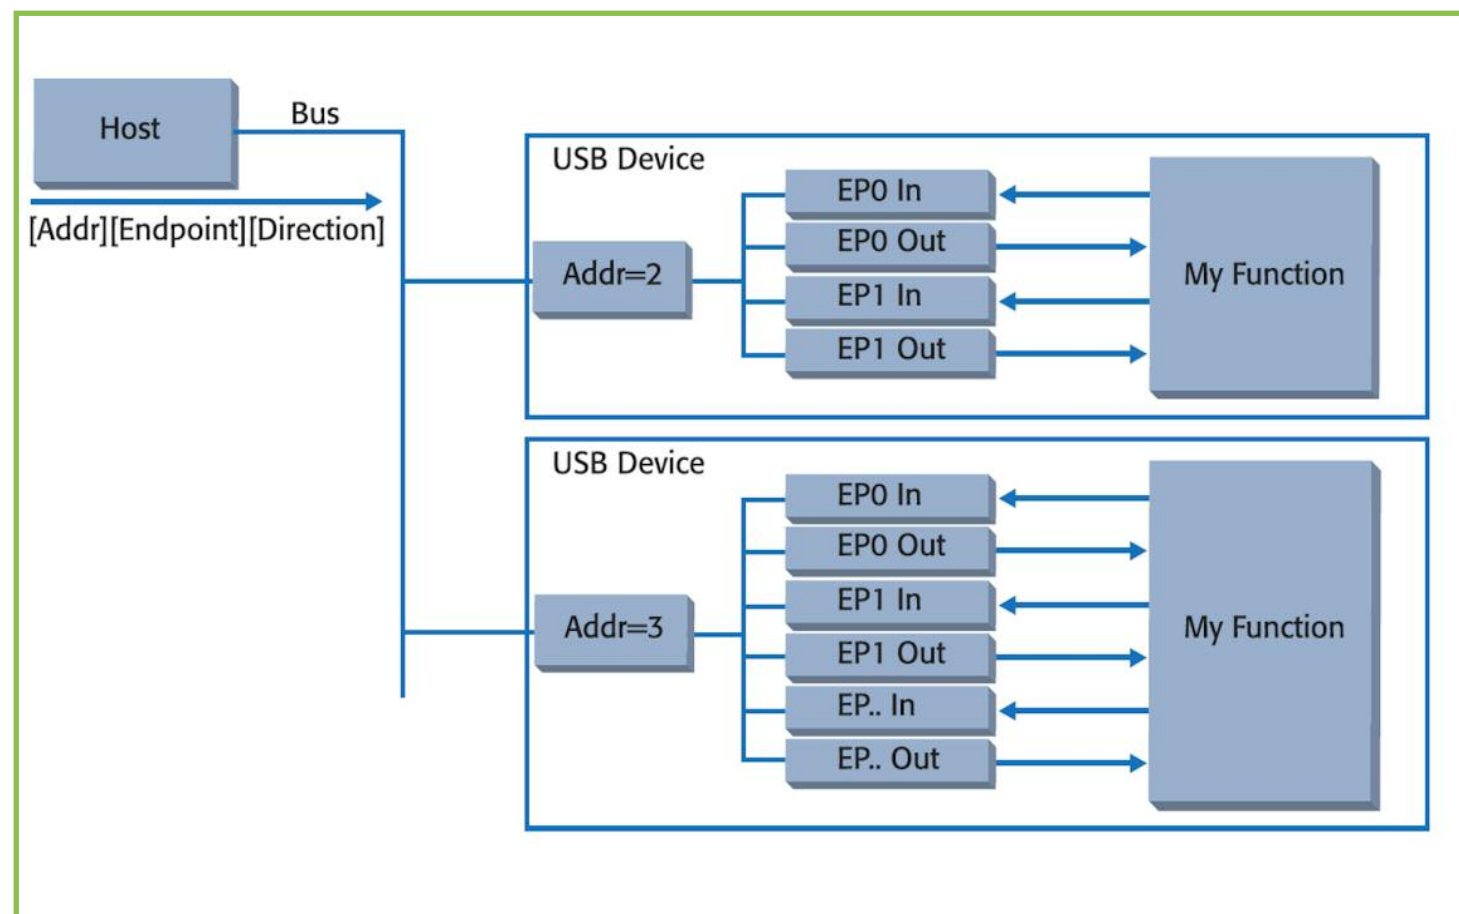 Host
Bus
[Addr][Endpoint][Direction]
USB Device
Addr=2
EP0 In
EP0 Out
EP1 In
EP1 Out
My Function
USB Device
Addr=3
EP0 In
EP0 Out
EP1 In
EP1 Out
EP.. In
EP.. Out
My Function